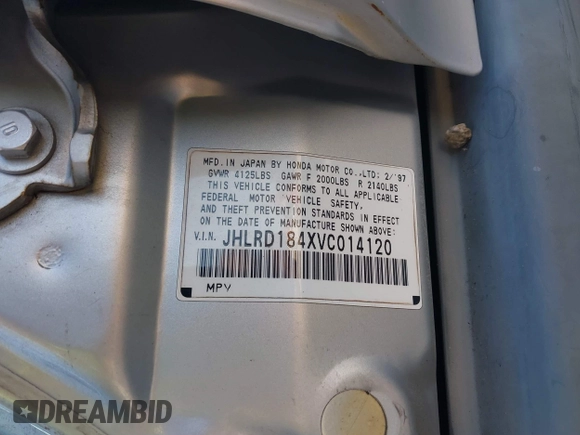 MFD.IN JAPAN BY HONDA MOTOR CO.,LTD: 2/'97
GVWR 4125LBS GAWR F 2000LBS R 2140LBS
THIS VEHICLE CONFORMS TO ALL APPLICABLE
FEDERAL MOTOR VEHICLE SAFETY,
AND THEFT PREVENTION STANDARDS IN EFFECT
ON THE DATE OF MANUFACTURE SHOWN ABOVE:
V.I.N. JHLRD184XVC014120
MPV
DREAMBID